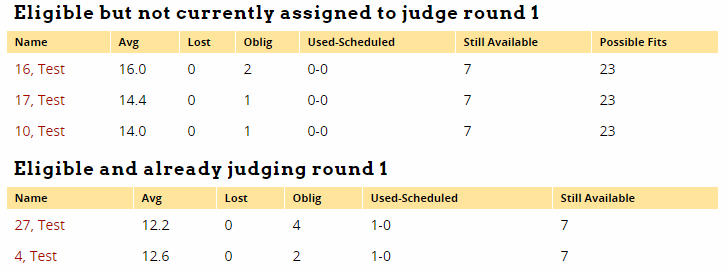 Eligible but not currently assigned to judge round 1
Name Avg Lost Oblig Used-Scheduled Still Available Possible Fits
16, Test 16.0 0 2 0-0 7 23
17, Test 14.4 0 1 0-0 7 23
10, Test 14.0 0 1 0-0 7 23
Eligible and already judging round 1
Name Avg Lost Oblig Used-Scheduled Still Available
27, Test 12.2 0 4 1-0 7
4, Test 12.6 0 2 1-0 7